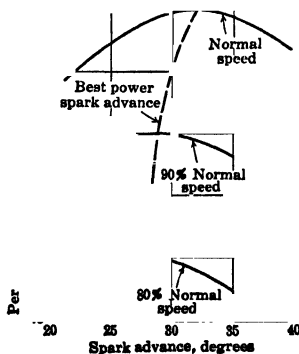 Normal
speed
Best power
spark advance
90% Normal
speed
80% Normal
speed
Per
20 25 30 35 40
Spark advance, degrees